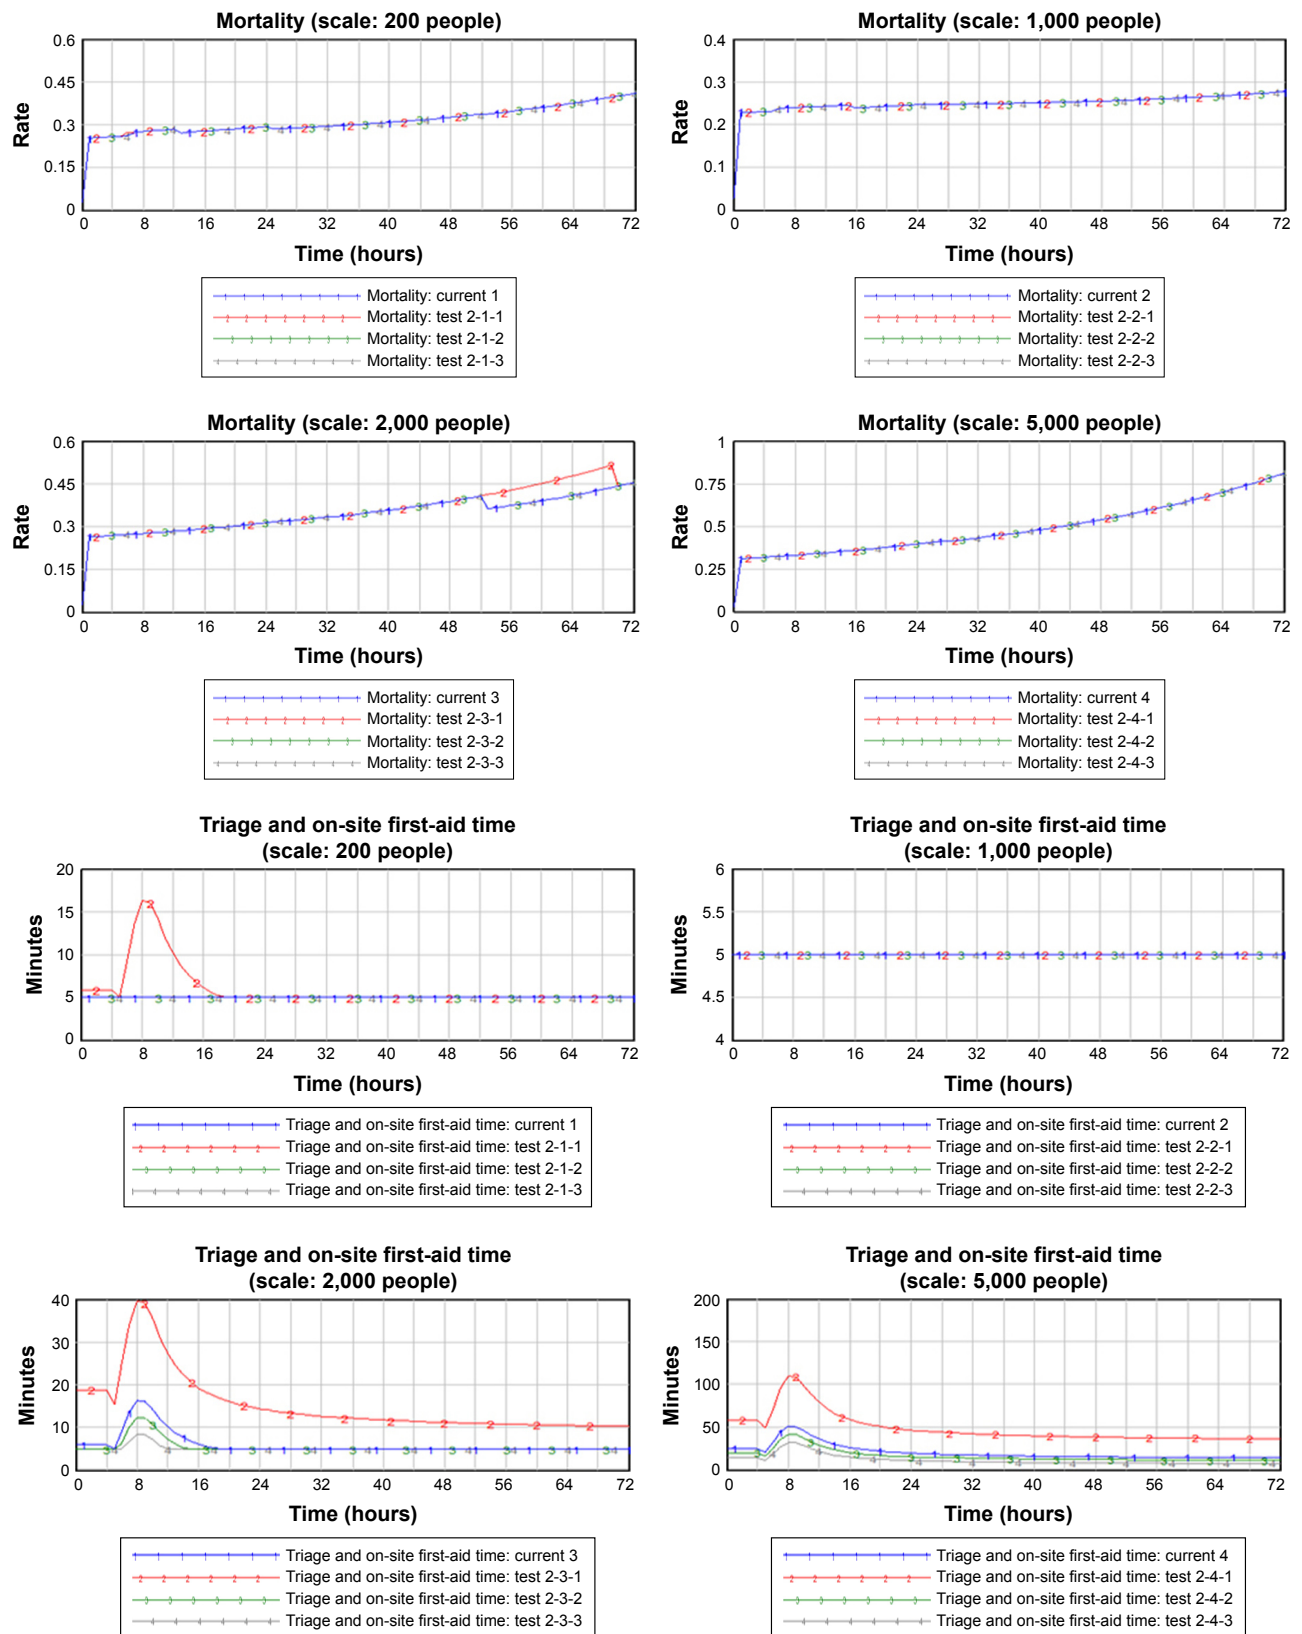 Mortality (scale: 200 people)
0.6
0.45
0.3
0.15
0
Rate
0 8 16 24 32 40 48 56 64 72
Time (hours)
Mortality: current 1
Mortality: test 2-1-1
Mortality: test 2-1-2
Mortality: test 2-1-3
Mortality (scale: 1,000 people)
0.4
0.3
0.2
0.1
0
Rate
0 8 16 24 32 40 48 56 64 72
Time (hours)
Mortality: current 2
Mortality: test 2-2-1
Mortality: test 2-2-2
Mortality: test 2-2-3
Mortality (scale: 2,000 people)
0.6
0.45
0.3
0.15
0
Rate
0 8 16 24 32 40 48 56 64 72
Time (hours)
Mortality: current 3
Mortality: test 2-3-1
Mortality: test 2-3-2
Mortality: test 2-3-3
Mortality (scale: 5,000 people)
1
0.75
0.5
0.25
0
Rate
0 8 16 24 32 40 48 56 64 72
Time (hours)
Mortality: current 4
Mortality: test 2-4-1
Mortality: test 2-4-2
Mortality: test 2-4-3
Triage and on-site first-aid time
(scale: 200 people)
20
15
10
5
0
Minutes
0 8 16 24 32 40 48 56 64 72
Time (hours)
Triage and on-site first-aid time: current 1
Triage and on-site first-aid time: test 2-1-1
Triage and on-site first-aid time: test 2-1-2
Triage and on-site first-aid time: test 2-1-3
Triage and on-site first-aid time
(scale: 1,000 people)
6
5.5
5
4.5
4
Minutes
0 8 16 24 32 40 48 56 64 72
Time (hours)
Triage and on-site first-aid time: current 2
Triage and on-site first-aid time: test 2-2-1
Triage and on-site first-aid time: test 2-2-2
Triage and on-site first-aid time: test 2-2-3
Triage and on-site first-aid time
(scale: 2,000 people)
40
30
20
10
0
Minutes
0 8 16 24 32 40 48 56 64 72
Time (hours)
Triage and on-site first-aid time: current 3
Triage and on-site first-aid time: test 2-3-1
Triage and on-site first-aid time: test 2-3-2
Triage and on-site first-aid time: test 2-3-3
Triage and on-site first-aid time
(scale: 5,000 people)
200
150
100
50
0
Minutes
0 8 16 24 32 40 48 56 64 72
Time (hours)
Triage and on-site first-aid time: current 4
Triage and on-site first-aid time: test 2-4-1
Triage and on-site first-aid time: test 2-4-2
Triage and on-site first-aid time: test 2-4-3